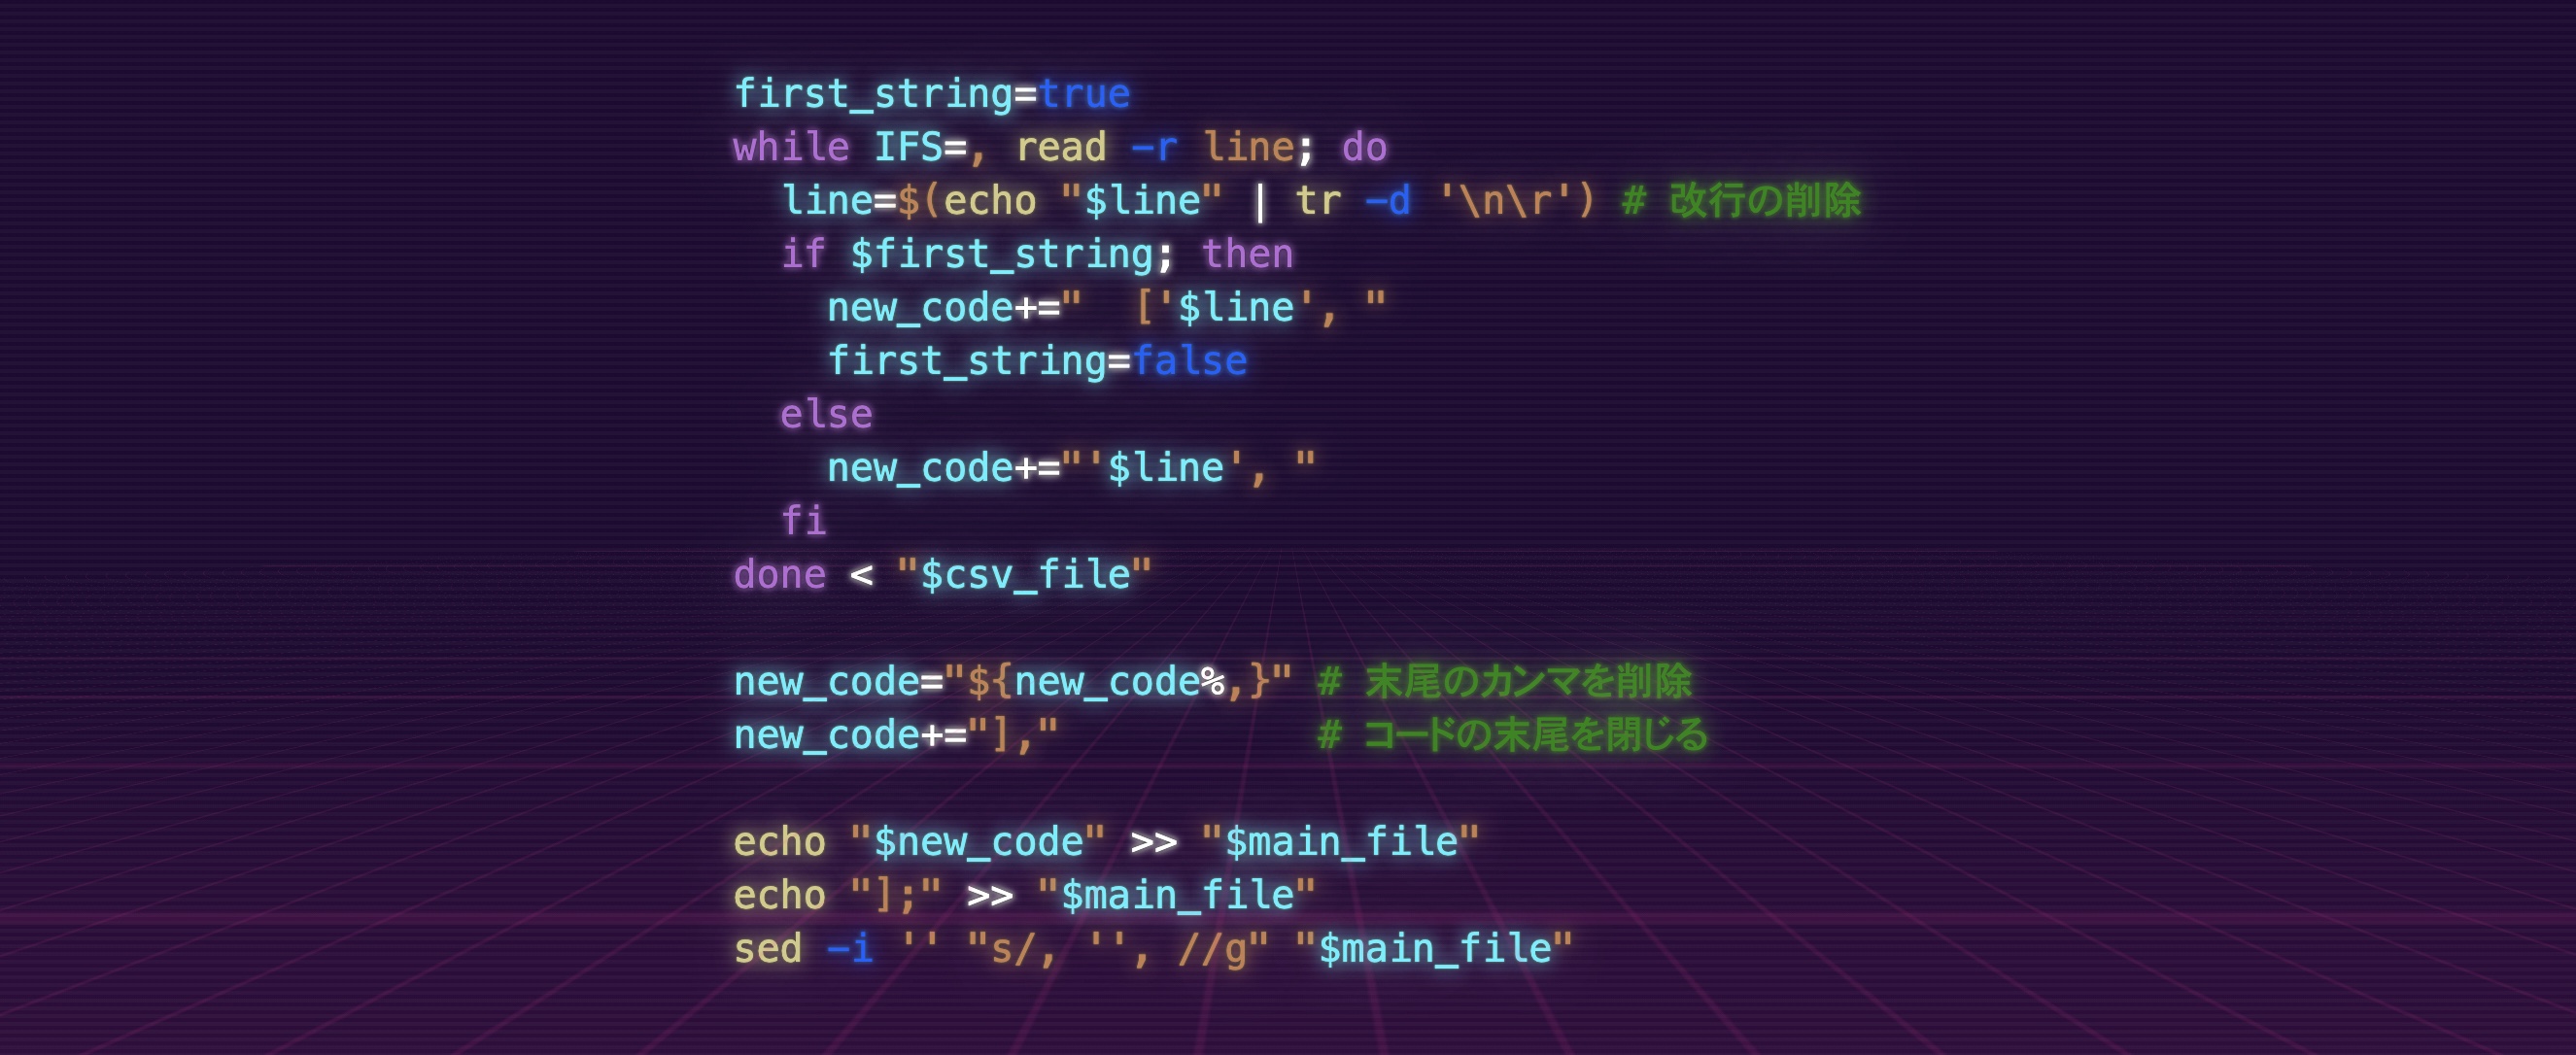 first_string=true
while IFS=, read -r line; do
  line=$(echo "$line" | tr -d '\n\r') # 改行の削除
  if $first_string; then
    new_code+="  ['$line', "
    first_string=false
  else
    new_code+="'$line', "
  fi
done < "$csv_file"

new_code="${new_code%,}" # 末尾のカンマを削除
new_code+="],"           # コードの末尾を閉じる

echo "$new_code" >> "$main_file"
echo "];" >> "$main_file"
sed -i '' "s/, '', //g" "$main_file"